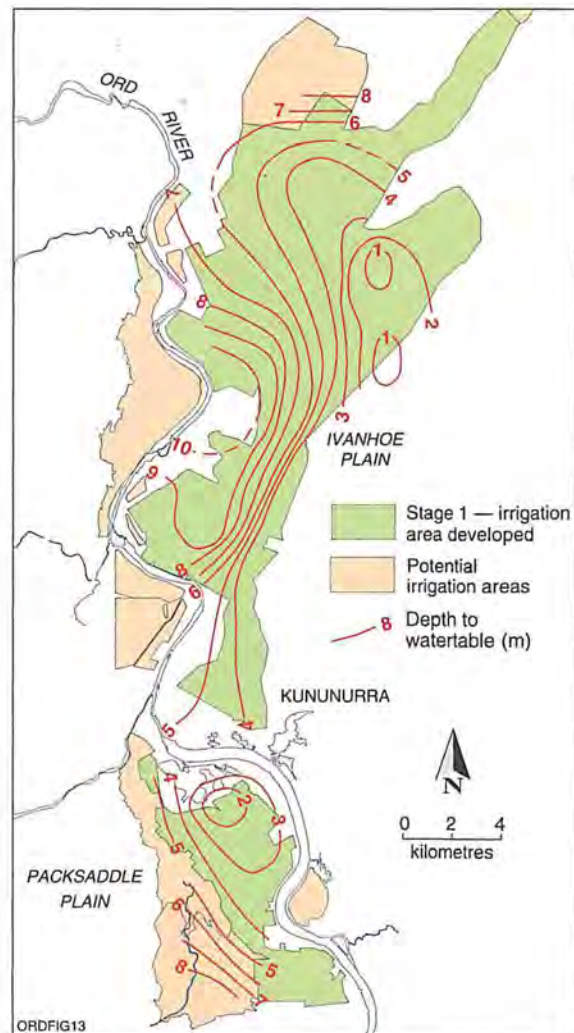 ORD
RIVER
8
7
6
5
4
7
1
2
8
1
3
10
IVANHOE
PLAIN
9
Stage 1 — irrigation
area developed
Potential
irrigation areas
8 Depth to
watertable (m)
8
6
KUNUNURRA
5
4
N
0 2 4
kilometres
4
2
3
5
PACKSADDLE
PLAIN
6
8
5
7
ORDFIG13